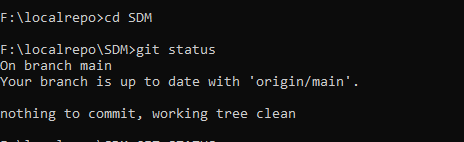 F:\localrepo>cd SDM
F:\localrepo\SDM>git status
On branch main
Your branch is up to date with 'origin/main'.
nothing to commit, working tree clean